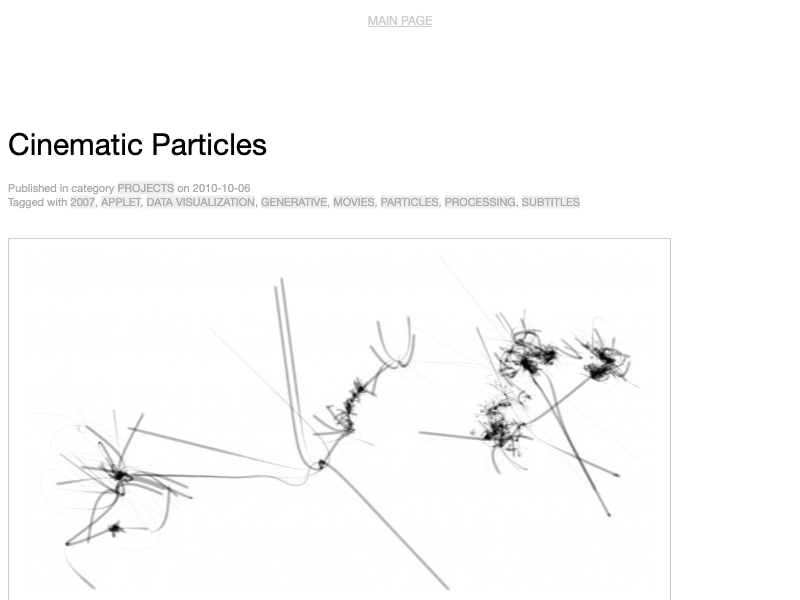 MAIN PAGE
Cinematic Particles
Published in category PROJECTS on 2010-10-06
Tagged with 2007, APPLET, DATA VISUALIZATION, GENERATIVE, MOVIES, PARTICLES, PROCESSING, SUBTITLES